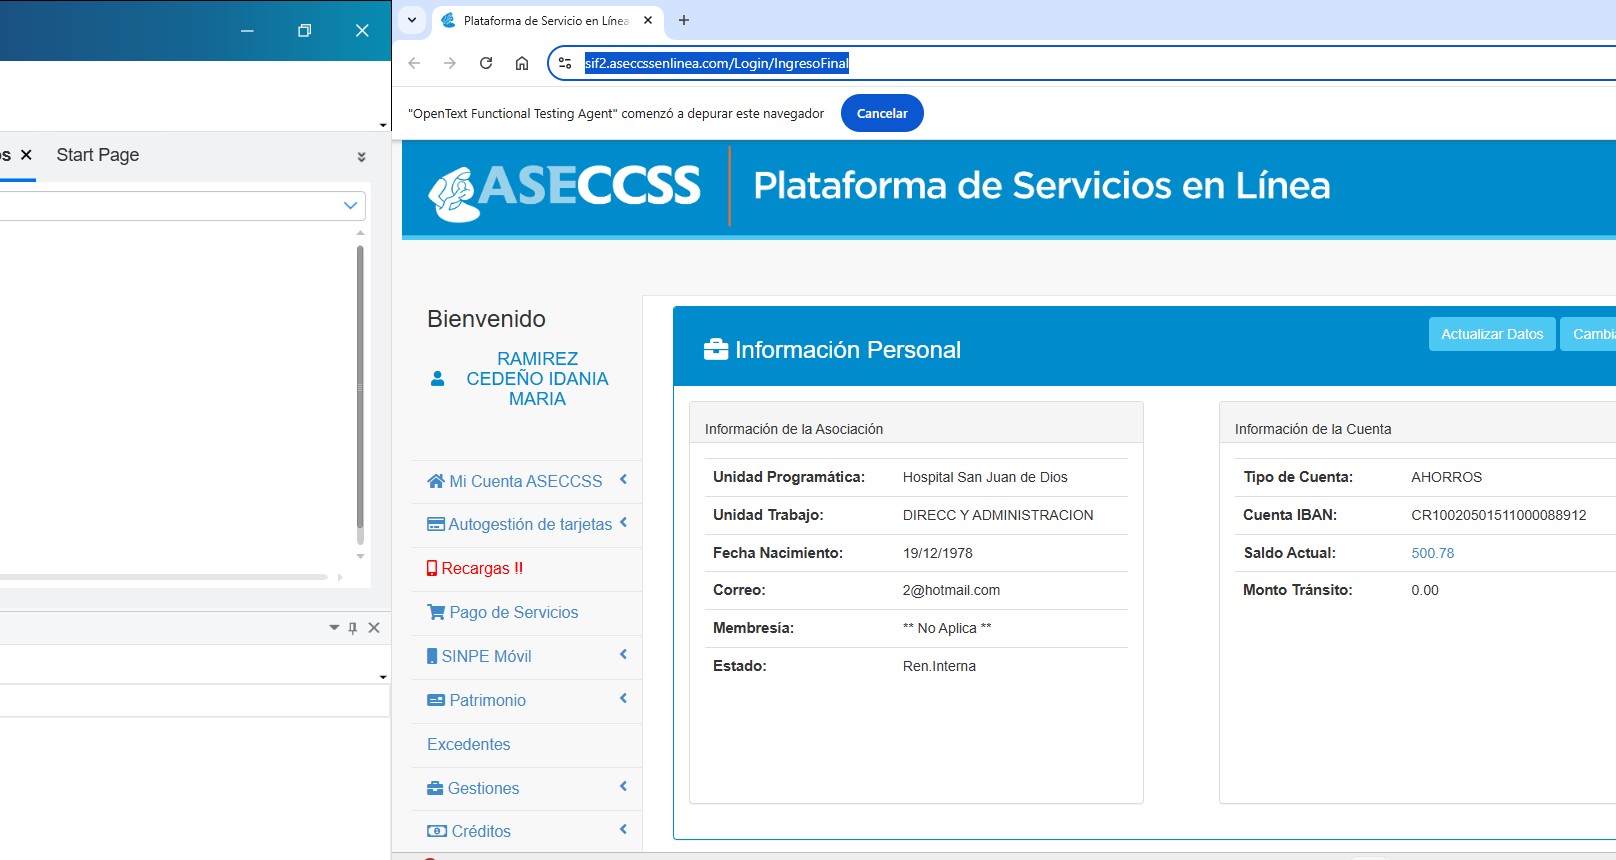 Plataforma de Servicio en Línea
sif2.aseccssenlinea.com/Login/IngresoFinal
"OpenText Functional Testing Agent" comenzó a depurar este navegador
Cancelar
Start Page
ASECCSS
Plataforma de Servicios en Línea
Bienvenido
RAMIREZ
CEDEÑO IDANIA
MARIA
Mi Cuenta ASECCSS
Autogestión de tarjetas
Recargas !!
Pago de Servicios
SINPE Móvil
Patrimonio
Excedentes
Gestiones
Créditos
Información Personal
Actualizar Datos
Información de la Asociación
Unidad Programática: Hospital San Juan de Dios
Unidad Trabajo: DIRECC Y ADMINISTRACION
Fecha Nacimiento: 19/12/1978
Correo: 2@hotmail.com
Membresía: ** No Aplica **
Estado: Ren.Interna
Información de la Cuenta
Tipo de Cuenta: AHORROS
Cuenta IBAN: CR10020501511000088912
Saldo Actual: 500.78
Monto Tránsito: 0.00